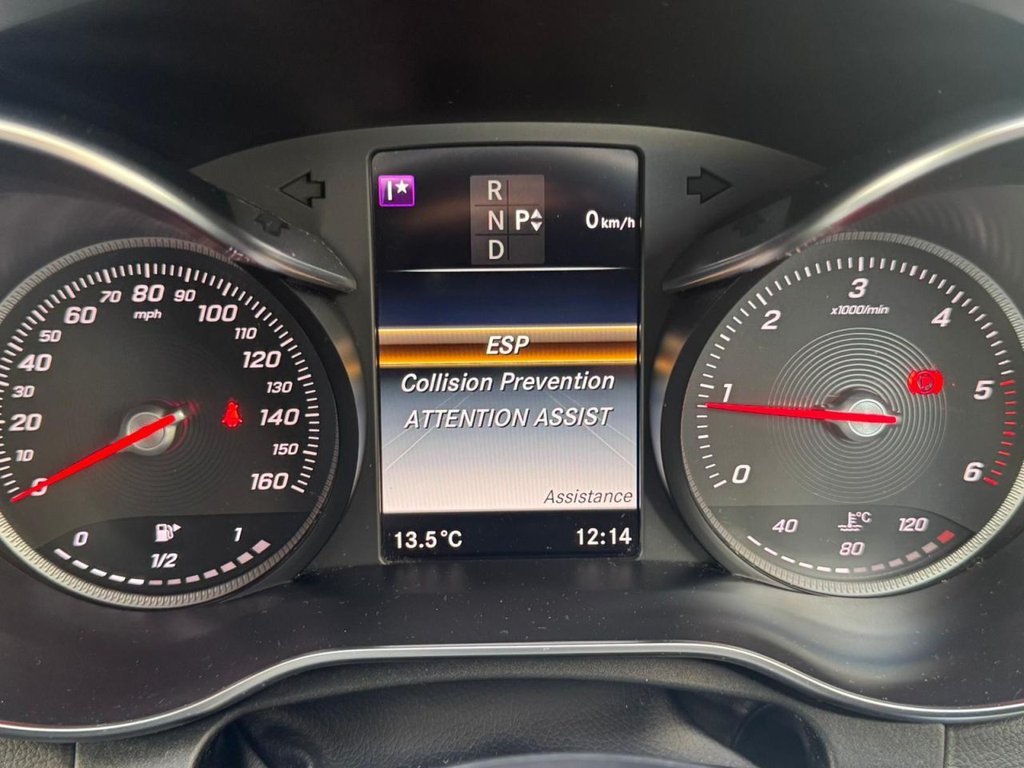 I★
R
N P 0 km/h
D
ESP
Collision Prevention
ATTENTION ASSIST
Assistance
13.5°C 12:14
0
10
20
30
40
50
60
70
80
90
100
110
120
130
140
150
160
mph
0 1/2 1
0
1
2
3
4
5
6
x1000/min
P
40 80 120
°C